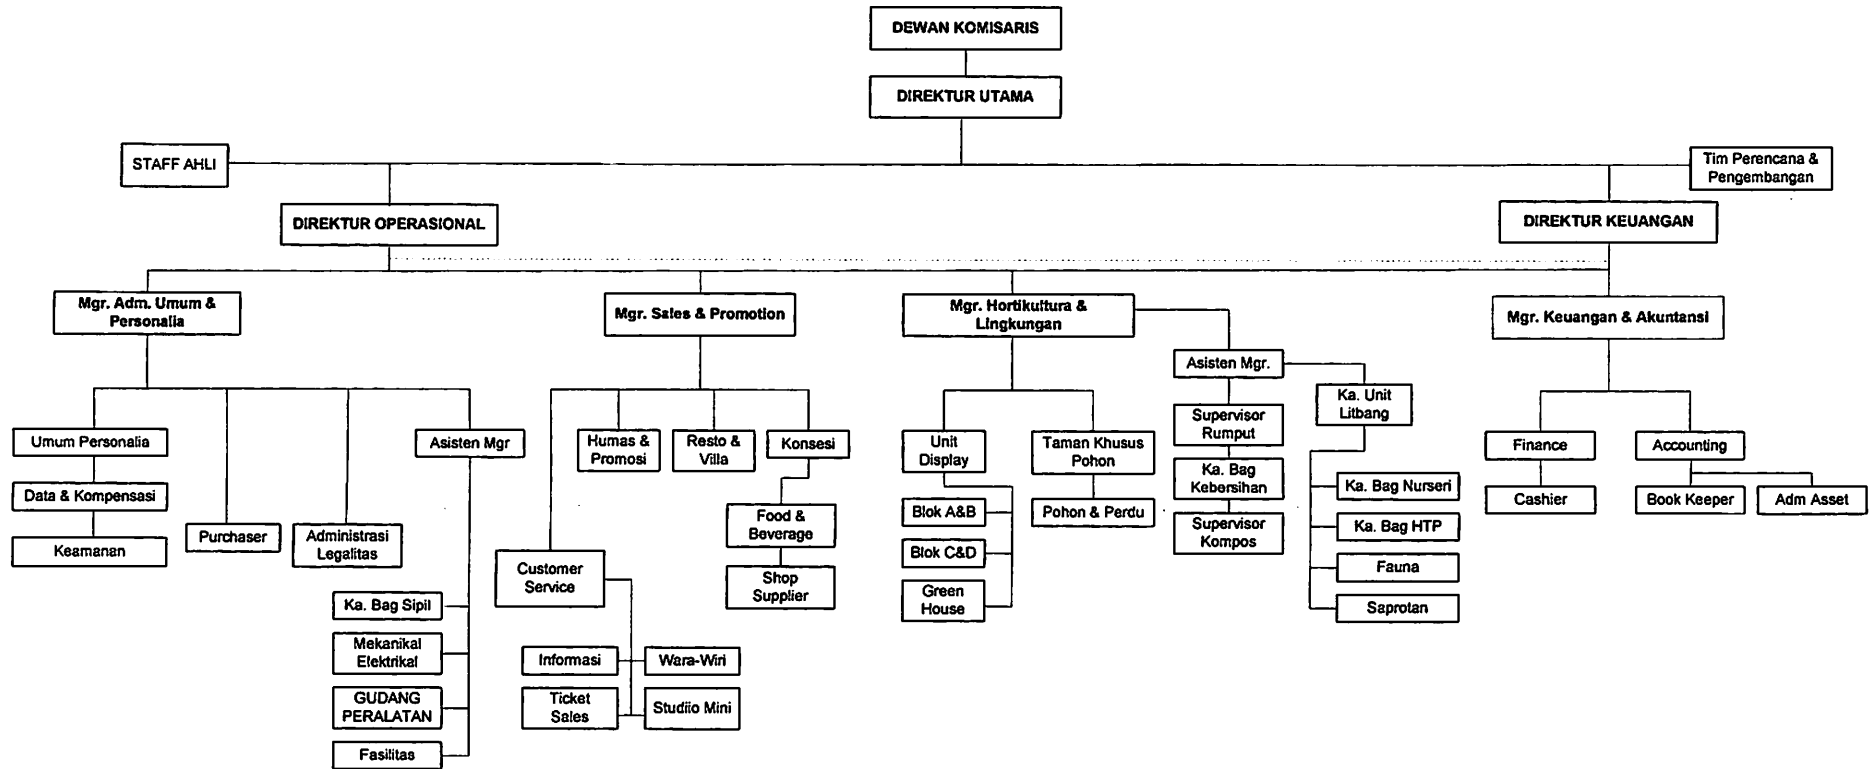 DEWAN KOMISARIS
DIREKTUR UTAMA
STAFF AHLI
Tim Perencana &
Pengembangan
DIREKTUR OPERASIONAL
DIREKTUR KEUANGAN
Mgr. Adm. Umum &
Personalia
Mgr. Sales & Promotion
Mgr. Hortikultura &
Lingkungan
Mgr. Keuangan & Akuntansi
Umum Personalia
Data & Kompensasi
Keamanan
Purchaser
Administrasi
Legalitas
Asisten Mgr
Ka. Bag Sipil
Mekanikal
Elektrikal
GUDANG
PERALATAN
Fasilitas
Customer
Service
Informasi
Wara-Wiri
Ticket
Sales
Studiio Mini
Humas &
Promosi
Resto &
Villa
Konsesi
Food &
Beverage
Shop
Supplier
Unit
Display
Blok A&B
Blok C&D
Green
House
Taman Khusus
Pohon
Pohon & Perdu
Asisten Mgr.
Supervisor
Rumput
Ka. Bag
Kebersihan
Supervisor
Kompos
Ka. Unit
Litbang
Ka. Bag Nurseri
Ka. Bag HTP
Fauna
Saprotan
Finance
Cashier
Accounting
Book Keeper
Adm Asset